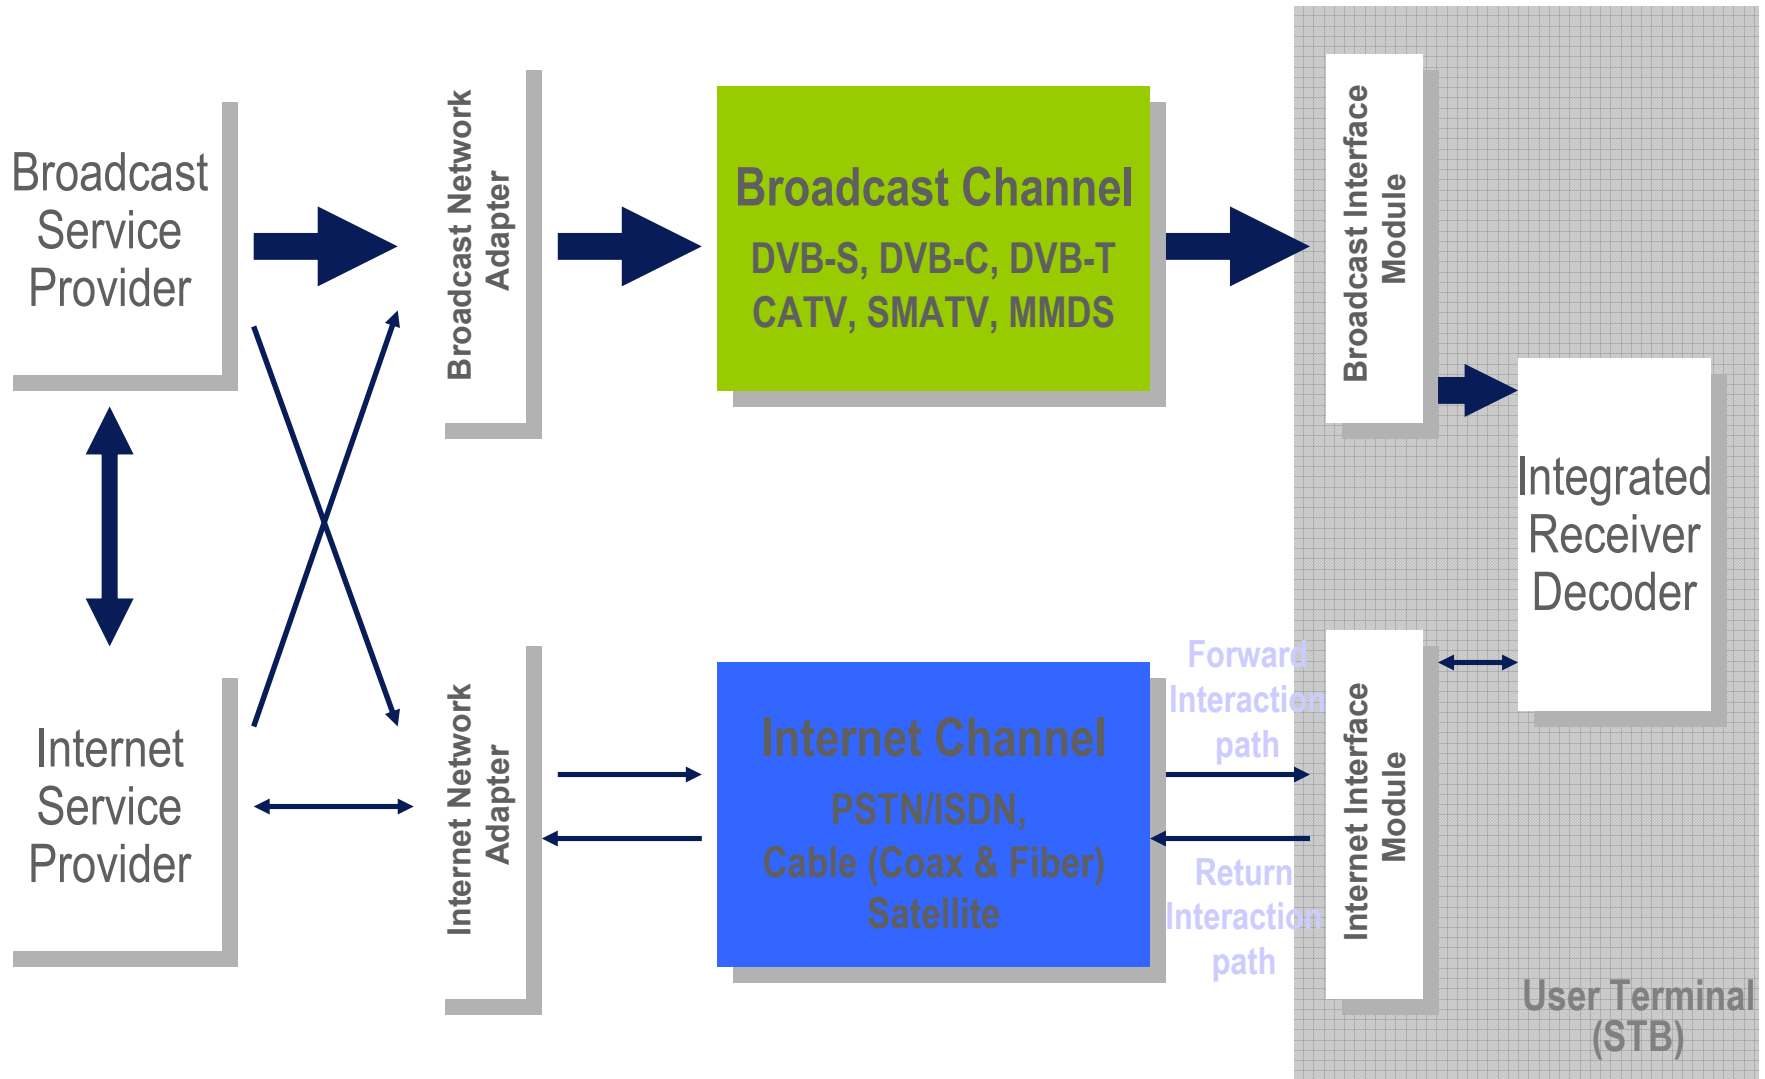 Broadcast
Service
Provider
Broadcast Network
Adapter
Broadcast Channel
DVB-S, DVB-C, DVB-T
CATV, SMATV, MMDS
Broadcast Interface
Module
Integrated
Receiver
Decoder
Internet
Service
Provider
Internet Network
Adapter
Internet Channel
PSTN/ISDN,
Cable (Coax & Fiber)
Satellite
Forward
Interaction
path
Return
Interaction
path
Internet Interface
Module
User Terminal
(STB)